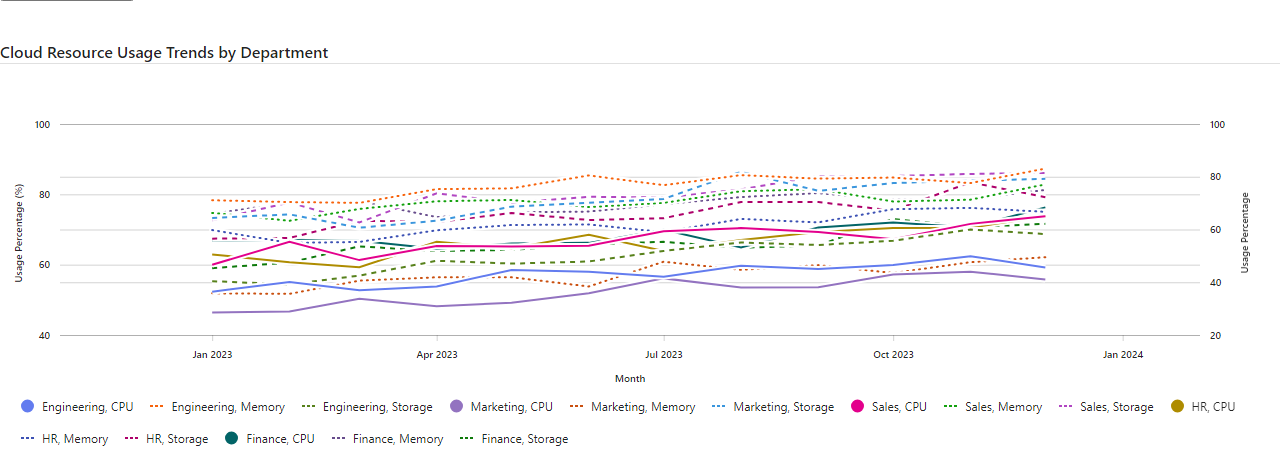 Cloud Resource Usage Trends by Department
100 100
80 80
60 60
40 40
20
Usage Percentage (%)
Usage Percentage
Jan 2023 Apr 2023 Jul 2023 Oct 2023 Jan 2024
Month
Engineering, CPU Engineering, Memory Engineering, Storage Marketing, CPU Marketing, Memory Marketing, Storage Sales, CPU Sales, Memory Sales, Storage HR, CPU
HR, Memory HR, Storage Finance, CPU Finance, Memory Finance, Storage